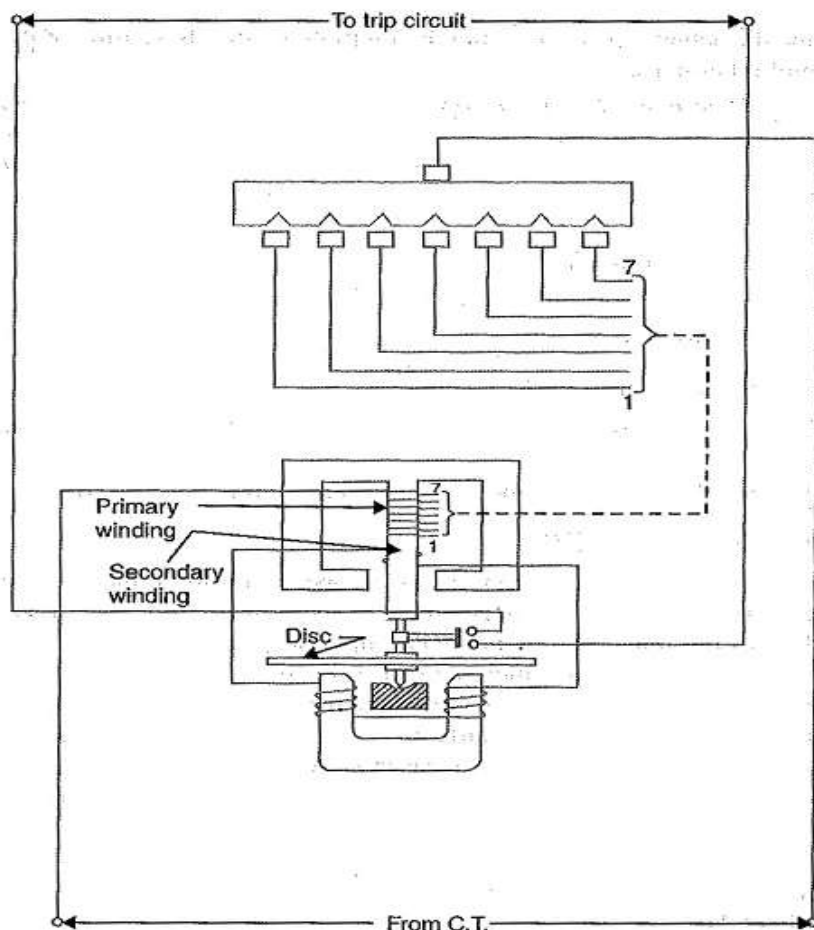 To trip circuit
7
1
7
Primary
winding
1
Secondary
winding
Disc
From C.T.